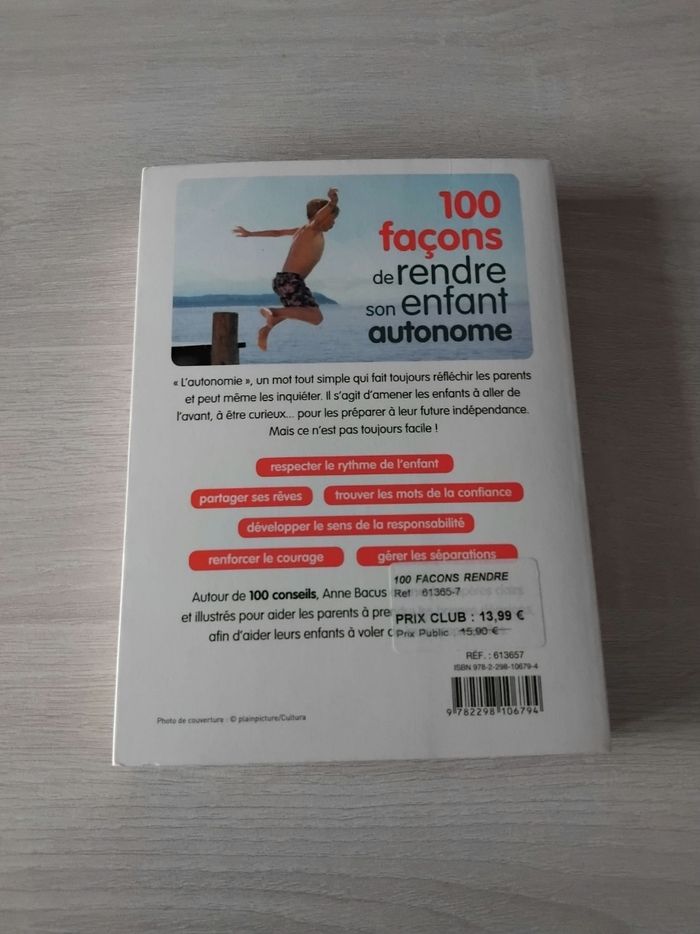 100
façons
de rendre
son enfant
autonome
« L'autonomie », un mot tout simple qui fait toujours réfléchir les parents
et peut même les inquiéter. Il s'agit d'amener les enfants à aller de
l'avant, à être curieux... pour les préparer à leur future indépendance.
Mais ce n'est pas toujours facile !
respecter le rythme de l'enfant
partager ses rêves
trouver les mots de la confiance
développer le sens de la responsabilité
renforcer le courage
gérer les séparations
Autour de 100 conseils, Anne Bacus
et illustrés pour aider les parents à
afin d'aider leurs enfants à voler
100 FACONS RENDRE
Ref 61365-7
PRIX CLUB : 13,99 €
Prix Public 15,90 €
RÉF. : 613657
ISBN 978-2-298-10679-4
9 782298 106794
Photo de couverture : © plainpicture/Cultura